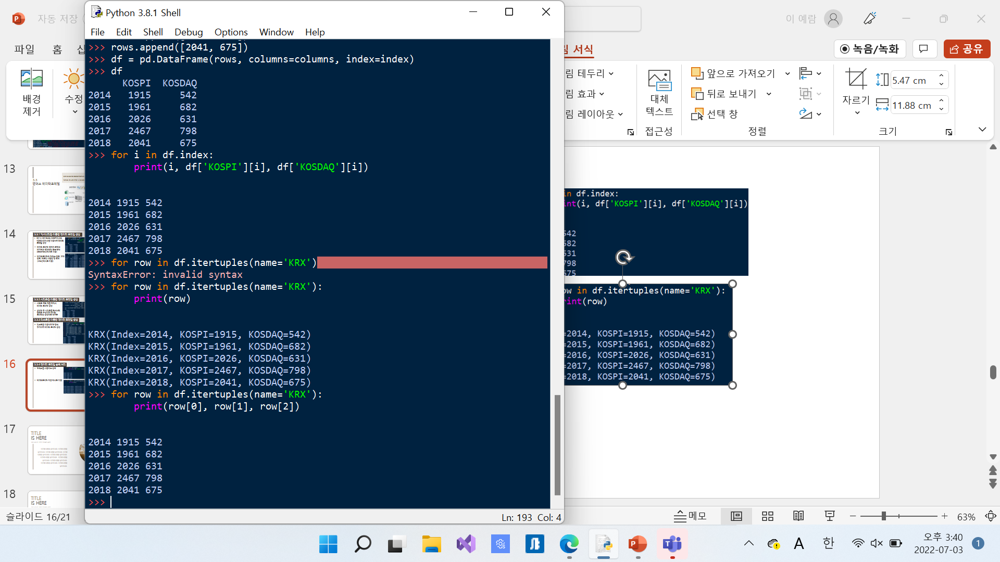 Python 3.8.1 Shell
File Edit Shell Debug Options Window Help
>>> rows.append([2041, 675])
>>> df = pd.DataFrame(rows, columns=columns, index=index)
>>> df
KOSPI KOSDAQ
2014 1915 542
2015 1961 682
2016 2026 631
2017 2467 798
2018 2041 675
>>> for i in df.index:
print(i, df['KOSPI'][i], df['KOSDAQ'][i])
2014 1915 542
2015 1961 682
2016 2026 631
2017 2467 798
2018 2041 675
>>> for row in df.itertuples(name='KRX')
SyntaxError: invalid syntax
>>> for row in df.itertuples(name='KRX'):
print(row)
KRX(Index=2014, KOSPI=1915, KOSDAQ=542)
KRX(Index=2015, KOSPI=1961, KOSDAQ=682)
KRX(Index=2016, KOSPI=2026, KOSDAQ=631)
KRX(Index=2017, KOSPI=2467, KOSDAQ=798)
KRX(Index=2018, KOSPI=2041, KOSDAQ=675)
>>> for row in df.itertuples(name='KRX'):
print(row[0], row[1], row[2])
2014 1915 542
2015 1961 682
2016 2026 631
2017 2467 798
2018 2041 675
>>>
Ln: 193 Col: 4
자동 저장
이 예람
파일 홈 삽
림 서식
녹음/녹화
공유
배경
제거
수정
림 테두리
림 효과
림 레이아웃
대체
텍스트
접근성
앞으로 가져오기
뒤로 보내기
선택 창
정렬
자르기
5.47 cm
11.88 cm
크기
13
14
15
16
17
TITLE
IS HERE
18
TITLE
IS HERE
in df.index:
int(i, df['KOSPI'][i], df['KOSDAQ'][i])
542
682
631
798
675
ow in df.itertuples(name='KRX'):
rint(row)
=2014, KOSPI=1915, KOSDAQ=542)
=2015, KOSPI=1961, KOSDAQ=682)
=2016, KOSPI=2026, KOSDAQ=631)
=2017, KOSPI=2467, KOSDAQ=798)
=2018, KOSPI=2041, KOSDAQ=675)
슬라이드 16/21
메모
63%
A
한
오후 3:40
2022-07-03
1